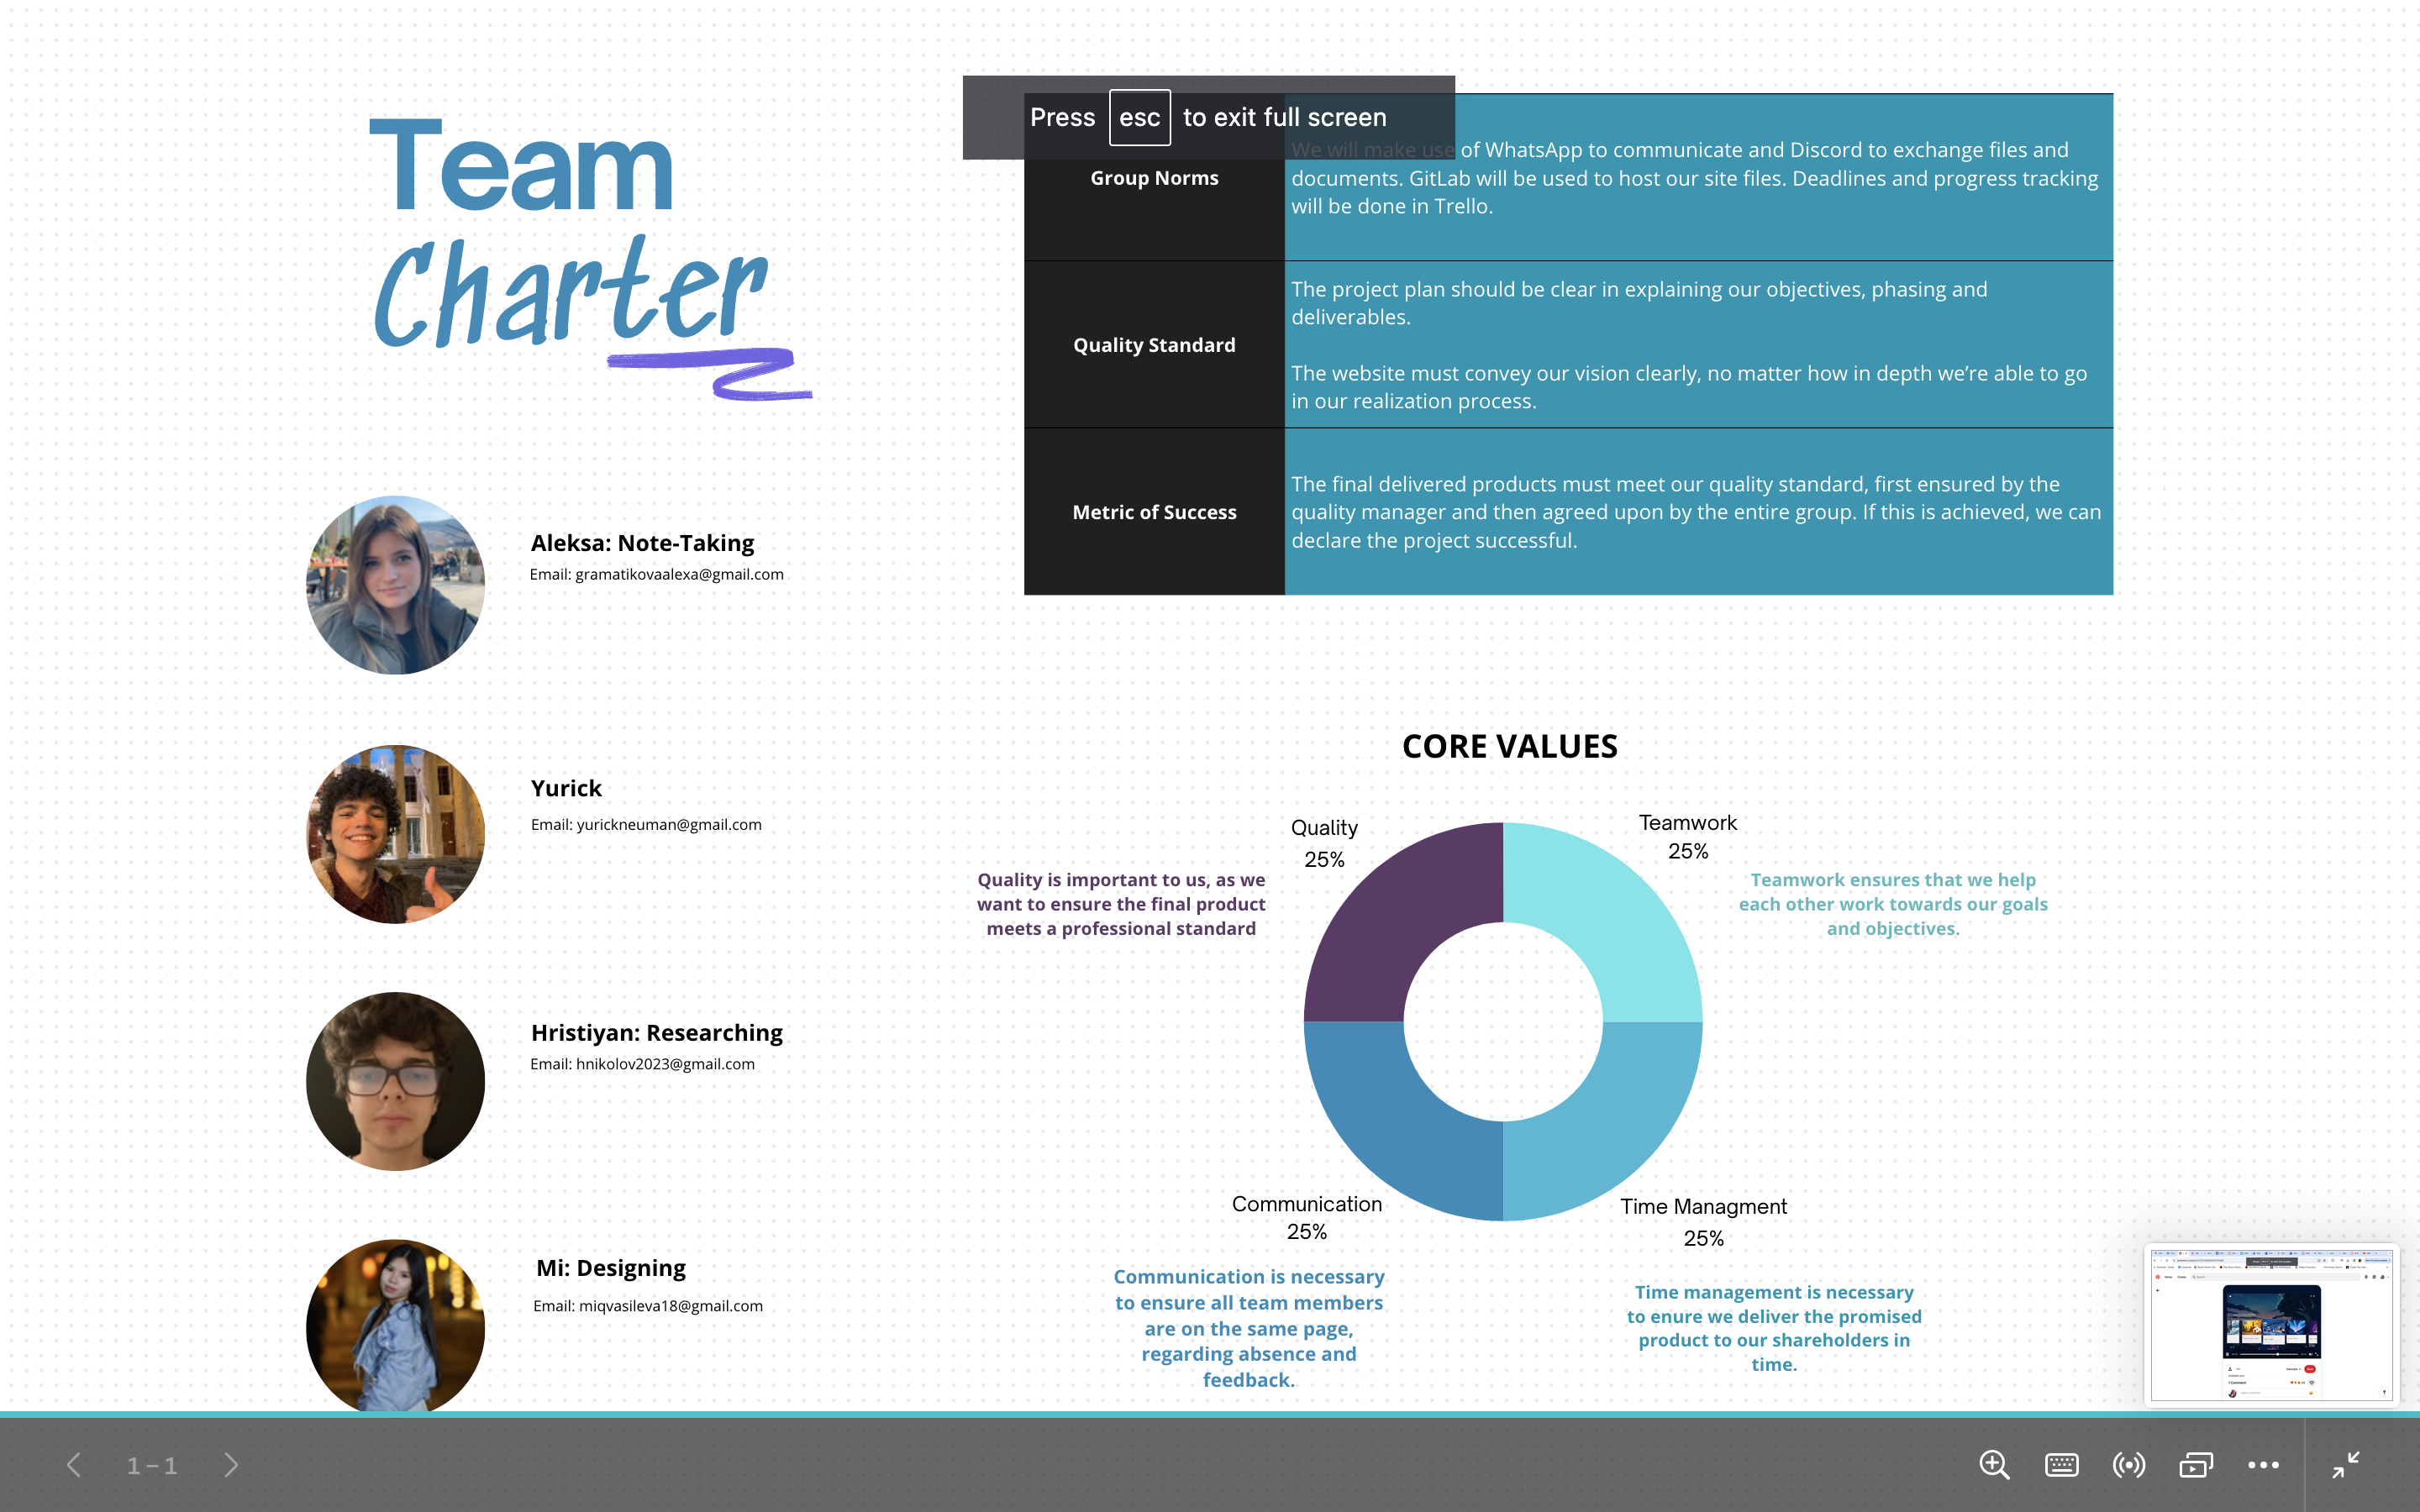 Team
Charter
Aleksa: Note-Taking
Email: gramatikovaalexa@gmail.com
Yurick
Email: yurickneuman@gmail.com
Hristiyan: Researching
Email: hnikolov2023@gmail.com
Mi: Designing
Email: miqvasileva18@gmail.com
Press esc to exit full screen
Group Norms
We will make use of WhatsApp to communicate and Discord to exchange files and
documents. GitLab will be used to host our site files. Deadlines and progress tracking
will be done in Trello.
Quality Standard
The project plan should be clear in explaining our objectives, phasing and
deliverables.
The website must convey our vision clearly, no matter how in depth we’re able to go
in our realization process.
Metric of Success
The final delivered products must meet our quality standard, first ensured by the
quality manager and then agreed upon by the entire group. If this is achieved, we can
declare the project successful.
CORE VALUES
Quality
25%
Quality is important to us, as we
want to ensure the final product
meets a professional standard
Teamwork
25%
Teamwork ensures that we help
each other work towards our goals
and objectives.
Communication
25%
Communication is necessary
to ensure all team members
are on the same page,
regarding absence and
feedback.
Time Managment
25%
Time management is necessary
to enure we deliver the promised
product to our shareholders in
time.
1 – 1